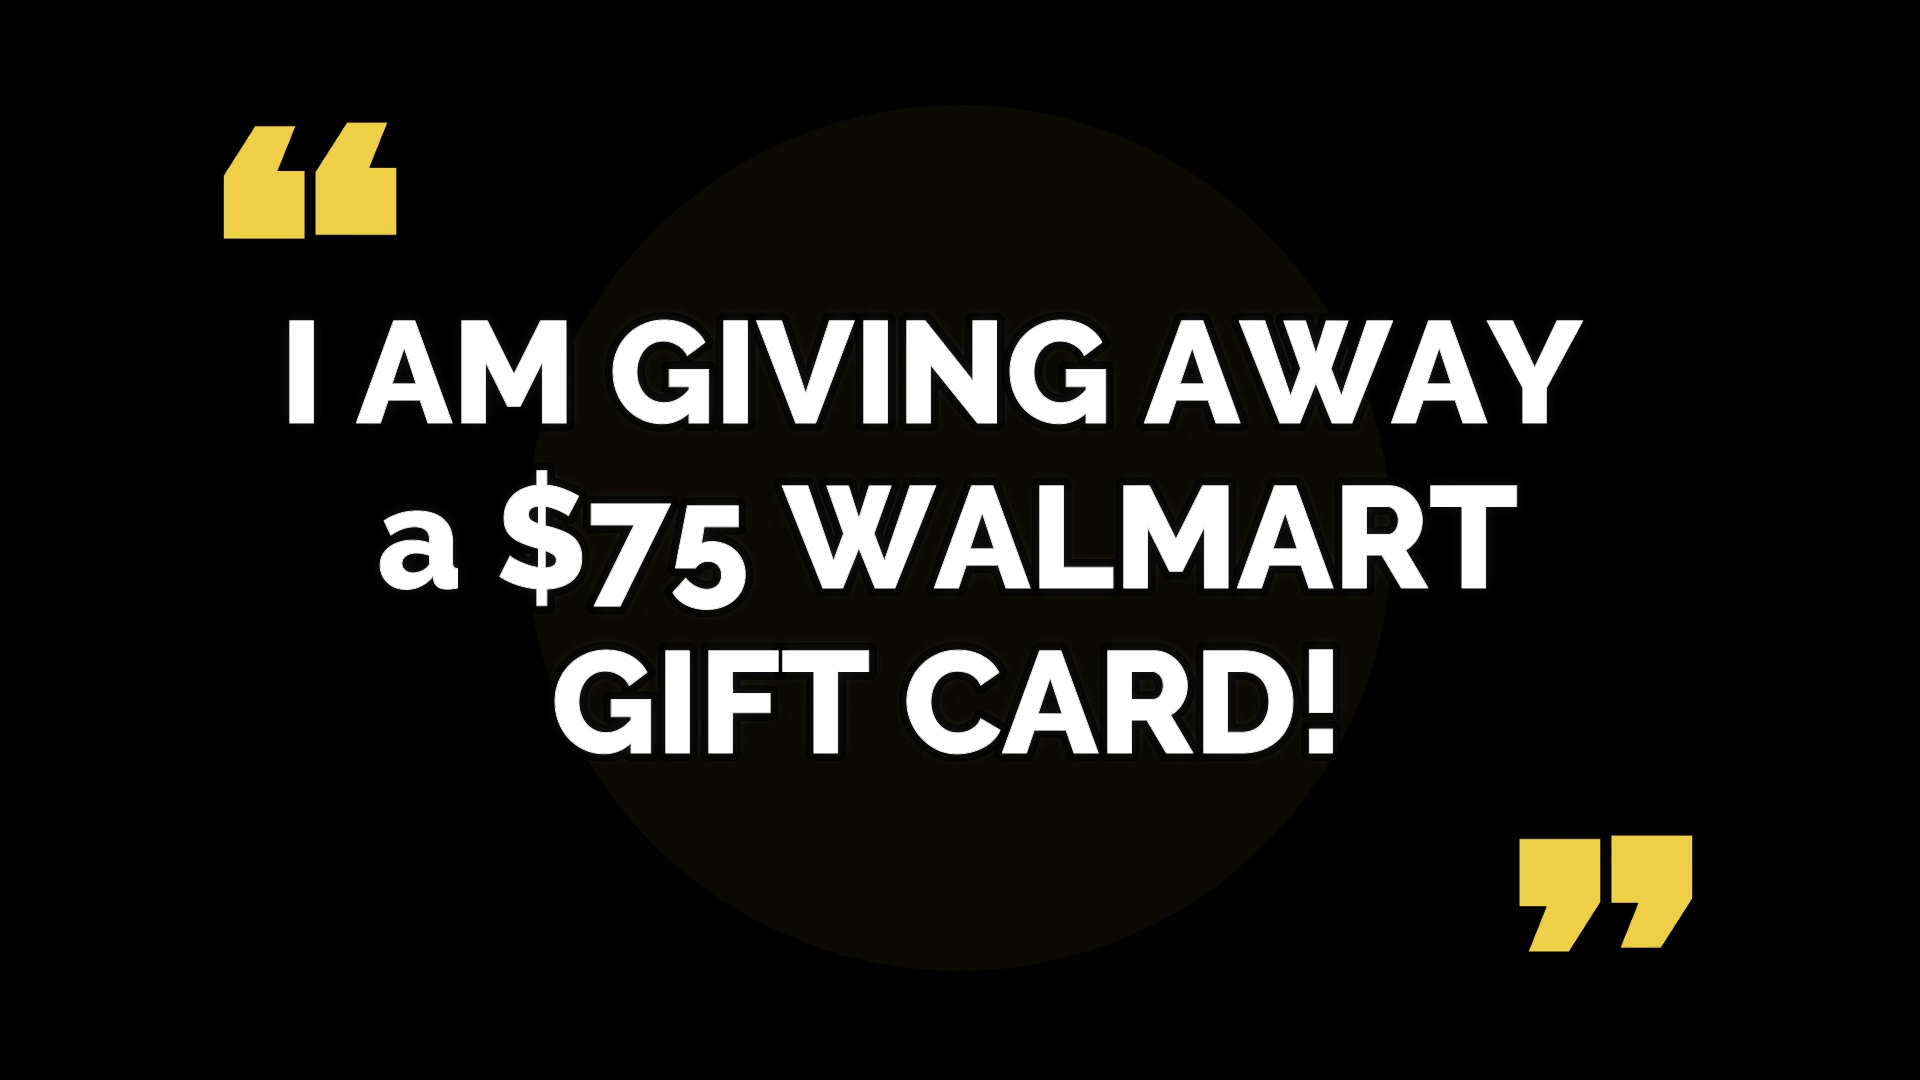 “
I AM GIVING AWAY
a $75 WALMART
GIFT CARD!
”